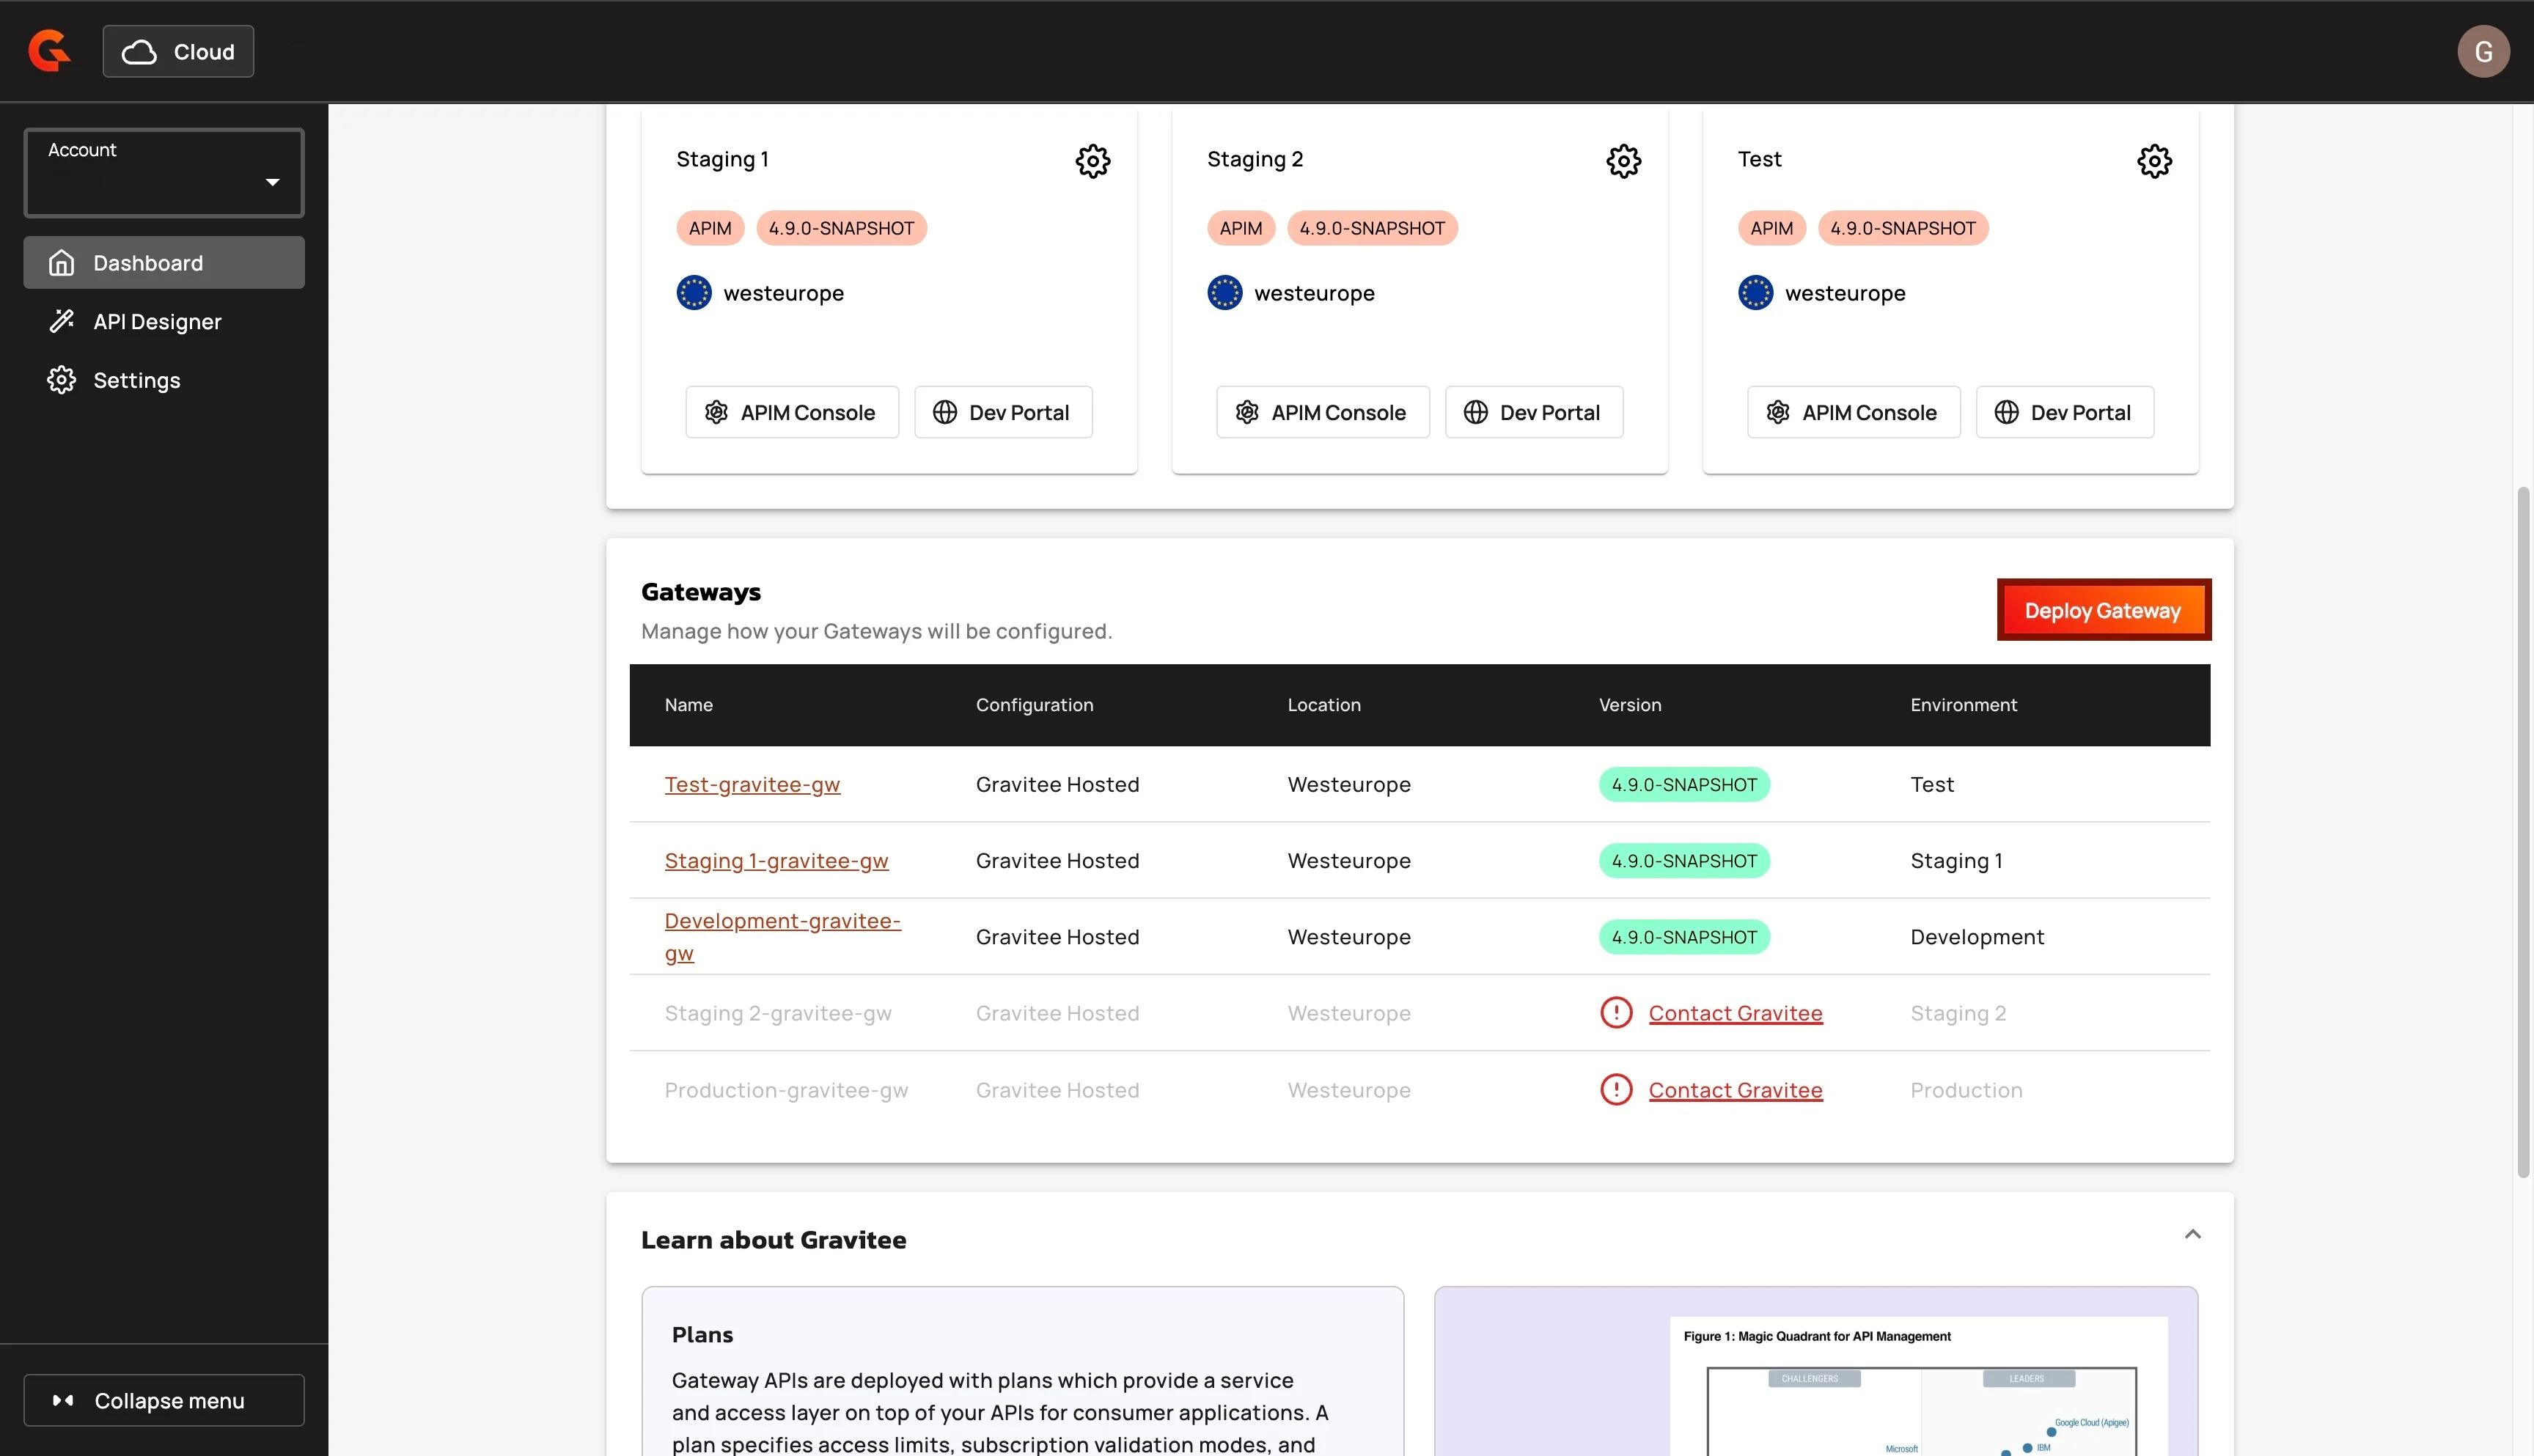 Cloud
G
Account
Dashboard
API Designer
Settings
Collapse menu
Staging 1
APIM 4.9.0-SNAPSHOT
westeurope
APIM Console Dev Portal
Staging 2
APIM 4.9.0-SNAPSHOT
westeurope
APIM Console Dev Portal
Test
APIM 4.9.0-SNAPSHOT
westeurope
APIM Console Dev Portal
Gateways
Manage how your Gateways will be configured.
Deploy Gateway
Name Configuration Location Version Environment
Test-gravitee-gw Gravitee Hosted Westeurope 4.9.0-SNAPSHOT Test
Staging 1-gravitee-gw Gravitee Hosted Westeurope 4.9.0-SNAPSHOT Staging 1
Development-gravitee-
gw Gravitee Hosted Westeurope 4.9.0-SNAPSHOT Development
Staging 2-gravitee-gw Gravitee Hosted Westeurope Contact Gravitee Staging 2
Production-gravitee-gw Gravitee Hosted Westeurope Contact Gravitee Production
Learn about Gravitee
Plans
Gateway APIs are deployed with plans which provide a service
and access layer on top of your APIs for consumer applications. A
plan specifies access limits, subscription validation modes, and
Figure 1: Magic Quadrant for API Management
CHALLENGERS LEADERS
Google Cloud (Apigee)
IBM
Microsoft